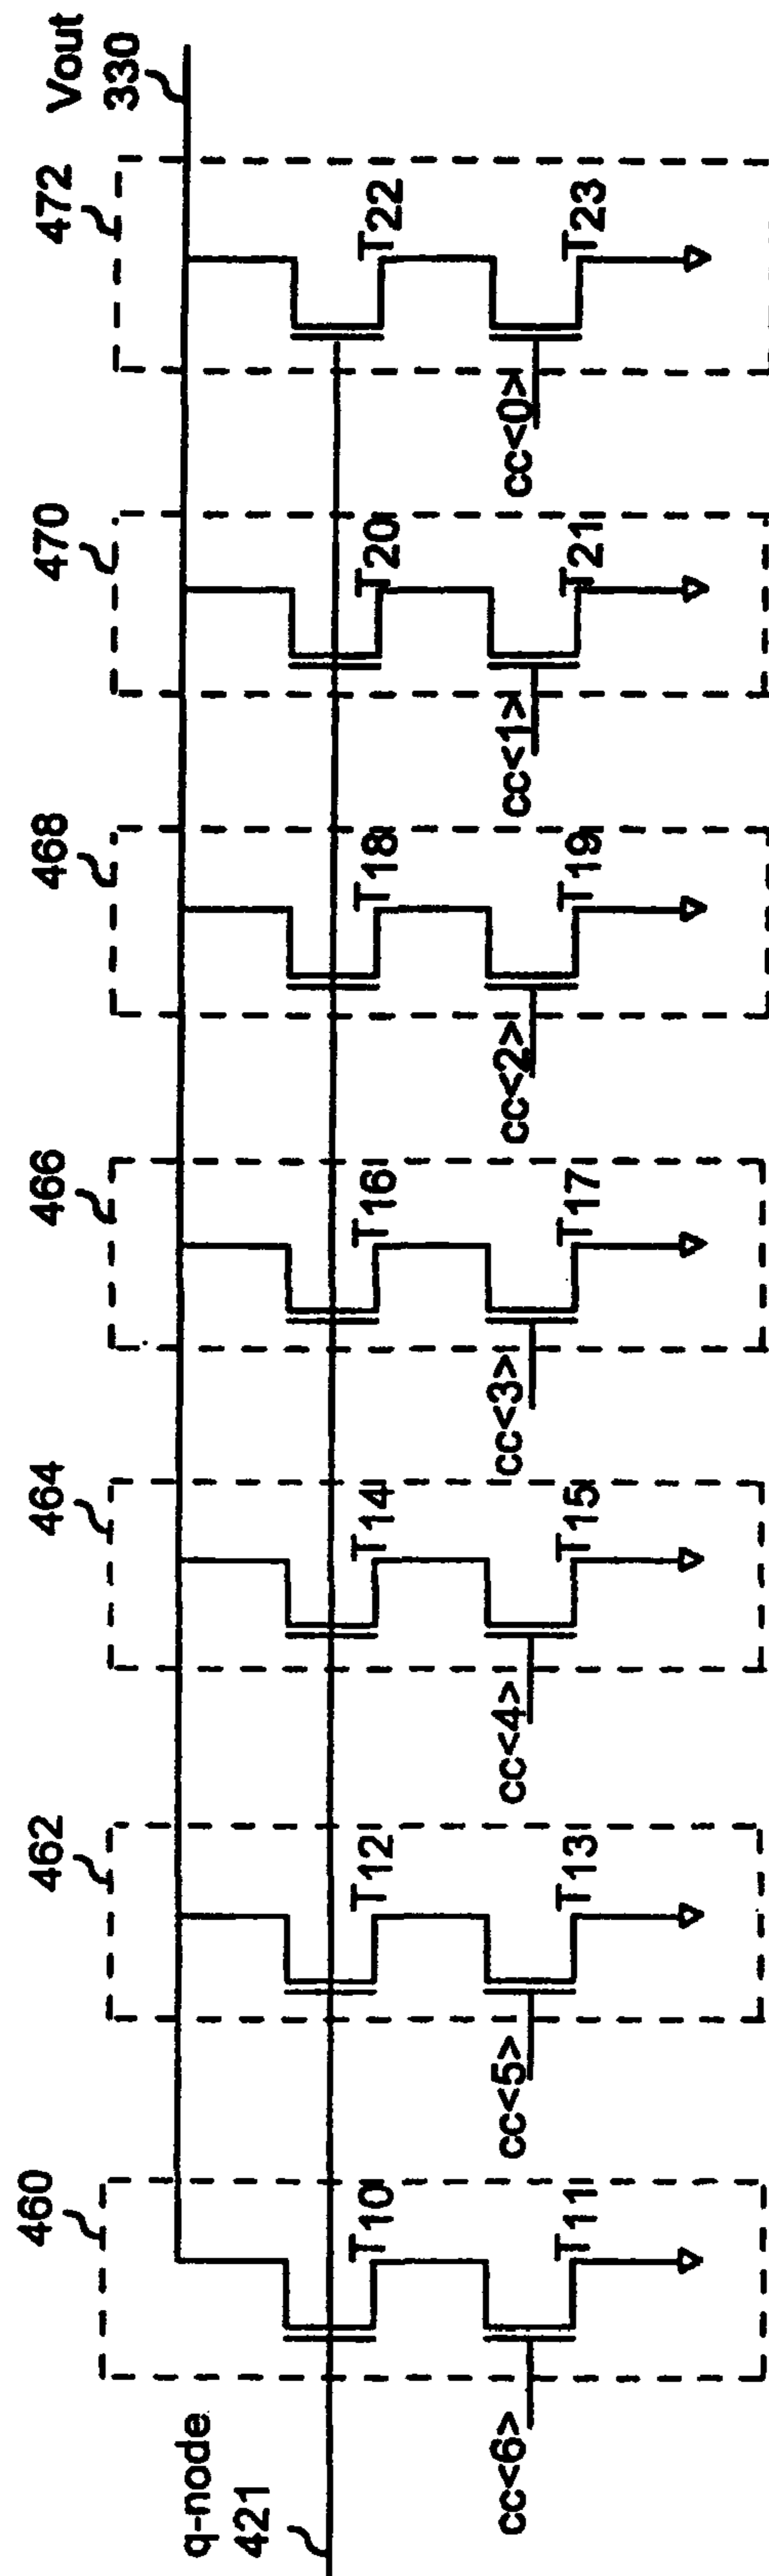 Vout
330
472
T22
T23
cc<0>
470
T20
T21
cc<1>
468
T18
T19
cc<2>
466
T16
T17
cc<3>
464
T14
T15
cc<4>
462
T12
T13
cc<5>
460
T10
T11
cc<6>
q-node
421